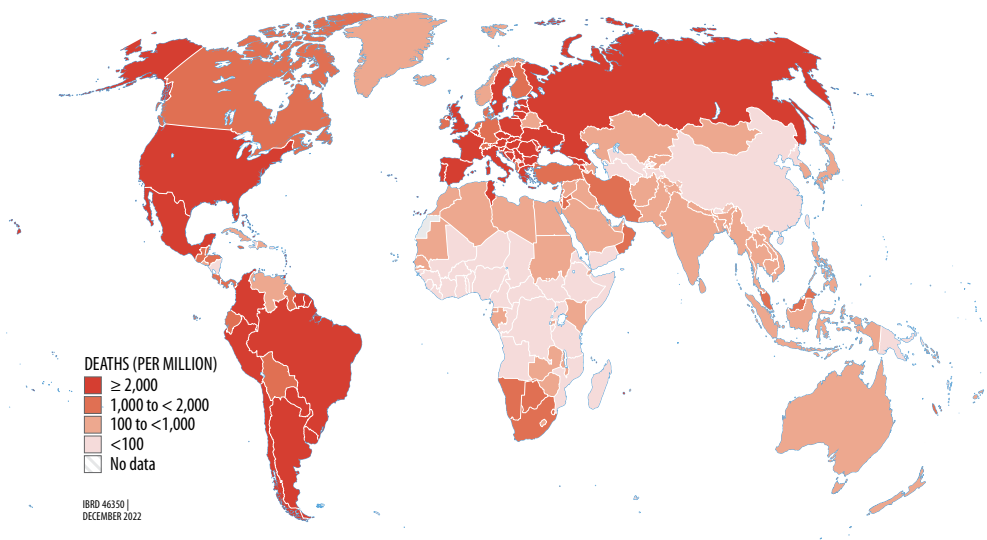 DEATHS (PER MILLION)
≥ 2,000
1,000 to < 2,000
100 to <1,000
<100
No data
IBRD 46350 |
DECEMBER 2022